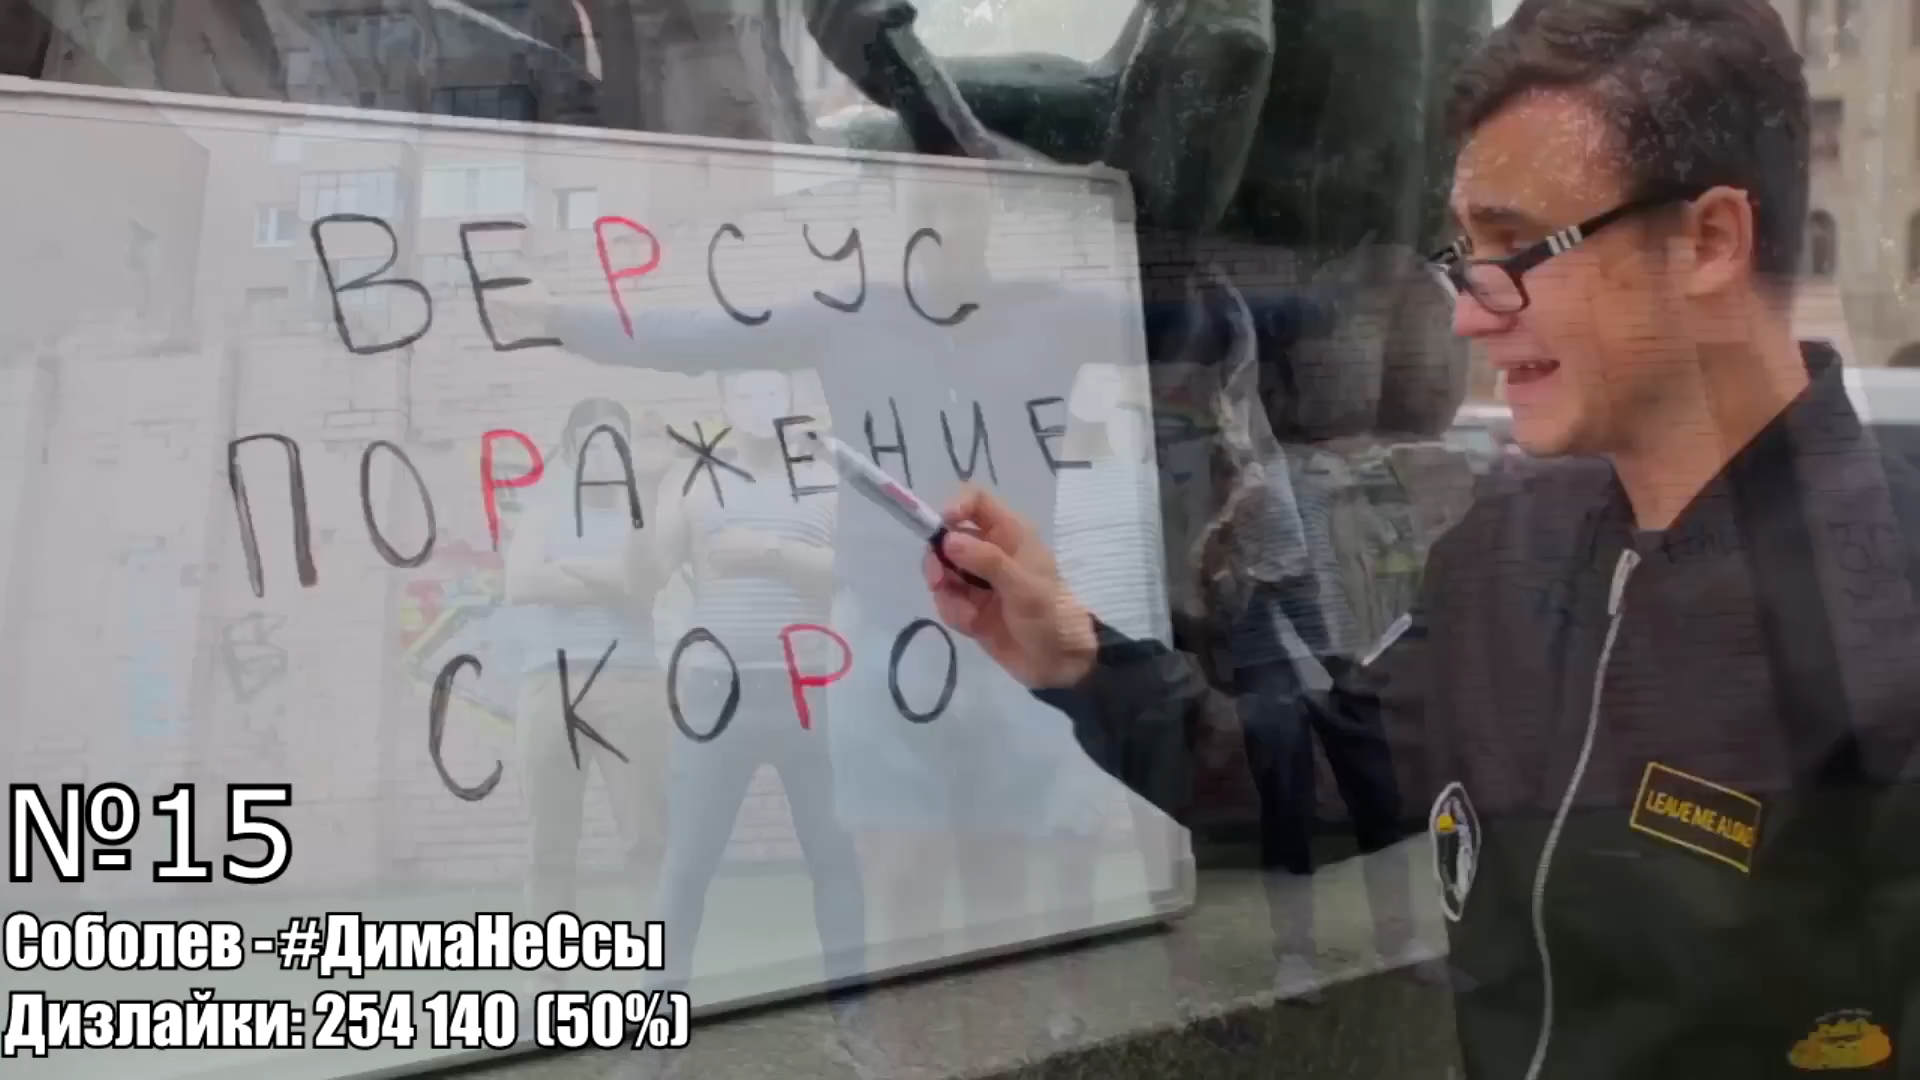 ВЕРСУС
ПОРАЖЕНИЕ
СКОРО
№15
Соболев - #ДимаНеСсы
Дизлайки: 254 140 (50%)
LEAVE ME ALONE